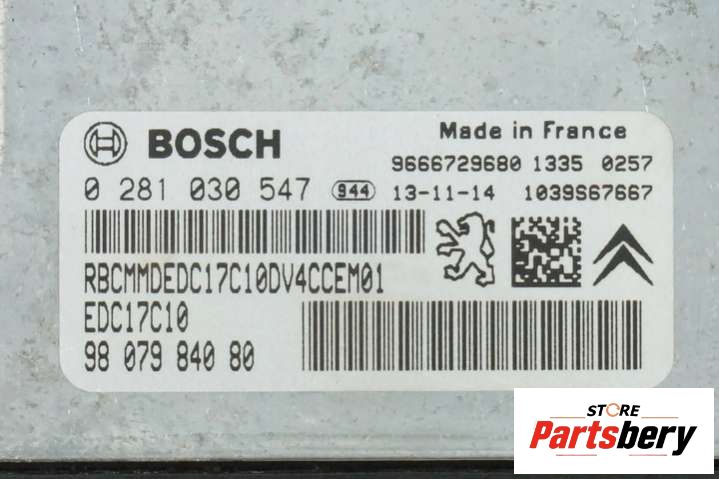 BOSCH
Made in France
9666729680 1335 0257
0 281 030 547 944 13-11-14 1039S67667
RBCMMDEDC17C10DV4CCEM01
EDC17C10
98 079 840 80
STORE
Partsbery